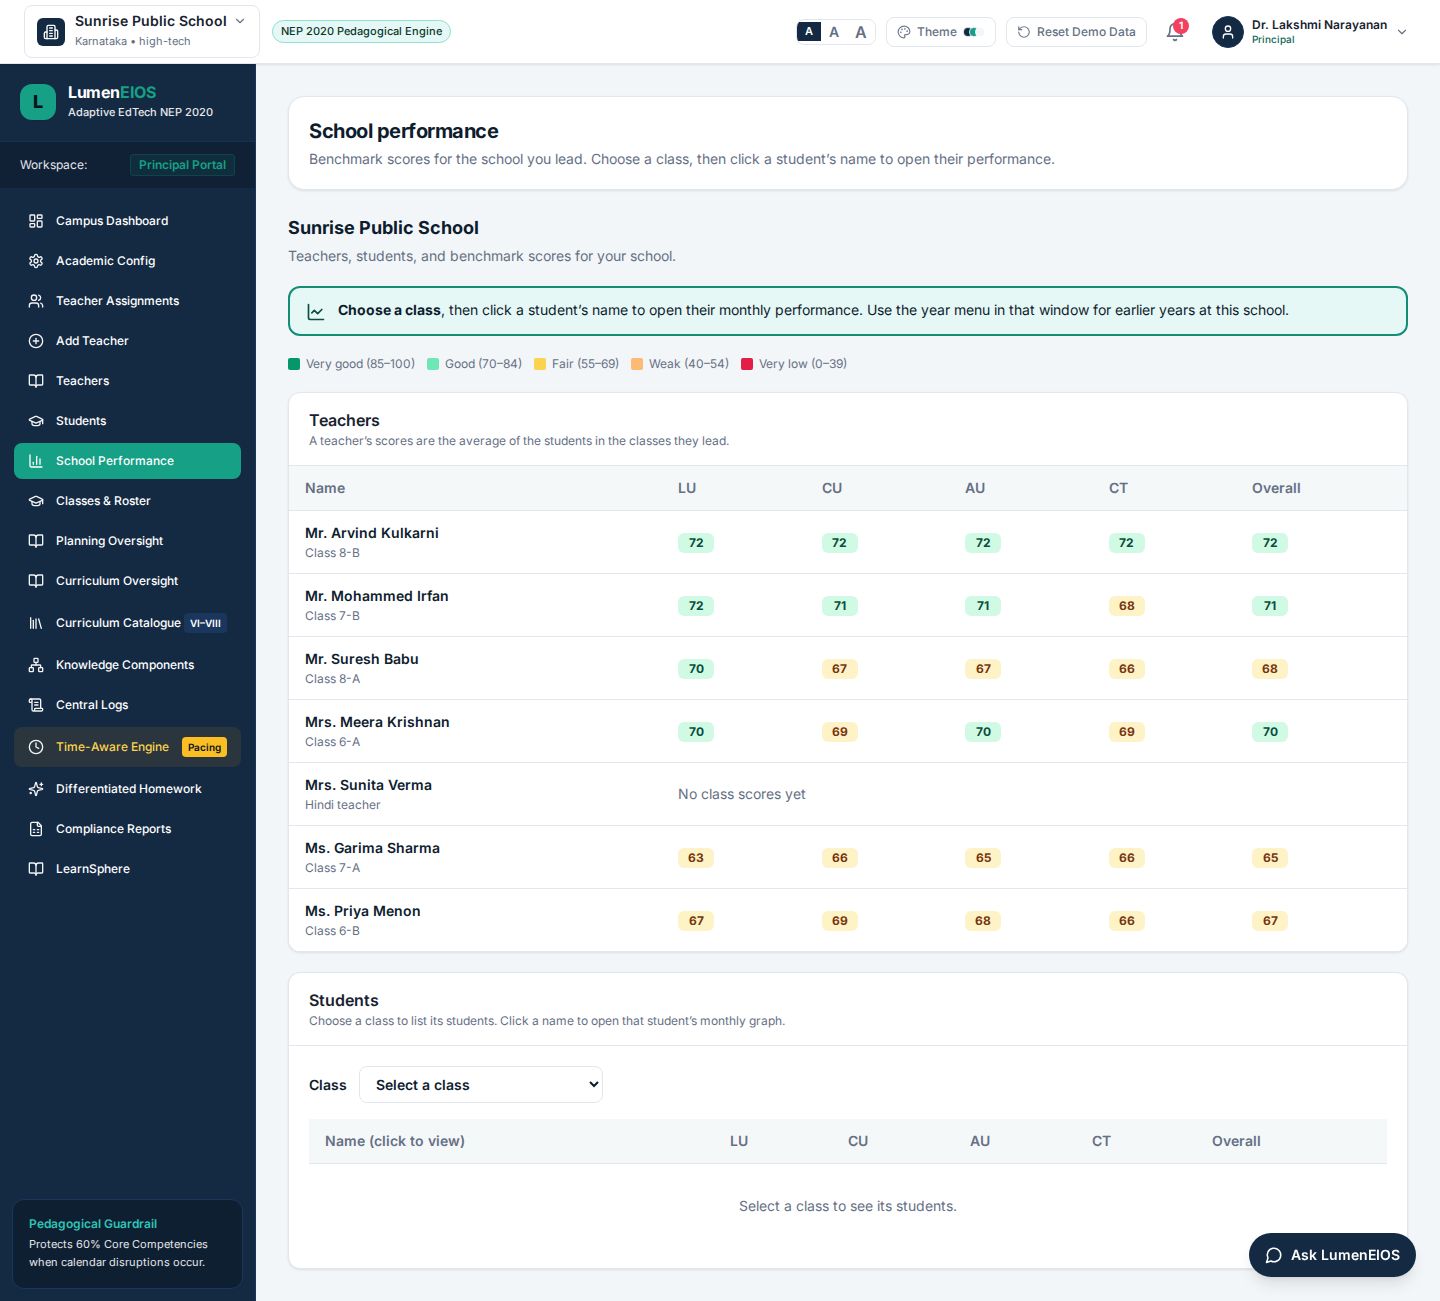 Sunrise Public School
Karnataka • high-tech
NEP 2020 Pedagogical Engine
A A A
Theme
Reset Demo Data
1
Dr. Lakshmi Narayanan
Principal
L
LumenEIOS
Adaptive EdTech NEP 2020
Workspace: Principal Portal
Campus Dashboard
Academic Config
Teacher Assignments
Add Teacher
Teachers
Students
School Performance
Classes & Roster
Planning Oversight
Curriculum Oversight
Curriculum Catalogue VI–VIII
Knowledge Components
Central Logs
Time-Aware Engine Pacing
Differentiated Homework
Compliance Reports
LearnSphere
Pedagogical Guardrail
Protects 60% Core Competencies
when calendar disruptions occur.
School performance
Benchmark scores for the school you lead. Choose a class, then click a student’s name to open their performance.
Sunrise Public School
Teachers, students, and benchmark scores for your school.
Choose a class, then click a student’s name to open their monthly performance. Use the year menu in that window for earlier years at this school.
Very good (85–100) Good (70–84) Fair (55–69) Weak (40–54) Very low (0–39)
Teachers
A teacher’s scores are the average of the students in the classes they lead.
Name LU CU AU CT Overall
Mr. Arvind Kulkarni
Class 8-B
72 72 72 72 72
Mr. Mohammed Irfan
Class 7-B
72 71 71 68 71
Mr. Suresh Babu
Class 8-A
70 67 67 66 68
Mrs. Meera Krishnan
Class 6-A
70 69 70 69 70
Mrs. Sunita Verma
Hindi teacher
No class scores yet
Ms. Garima Sharma
Class 7-A
63 66 65 66 65
Ms. Priya Menon
Class 6-B
67 69 68 66 67
Students
Choose a class to list its students. Click a name to open that student’s monthly graph.
Class Select a class
Name (click to view) LU CU AU CT Overall
Select a class to see its students.
Ask LumenEIOS